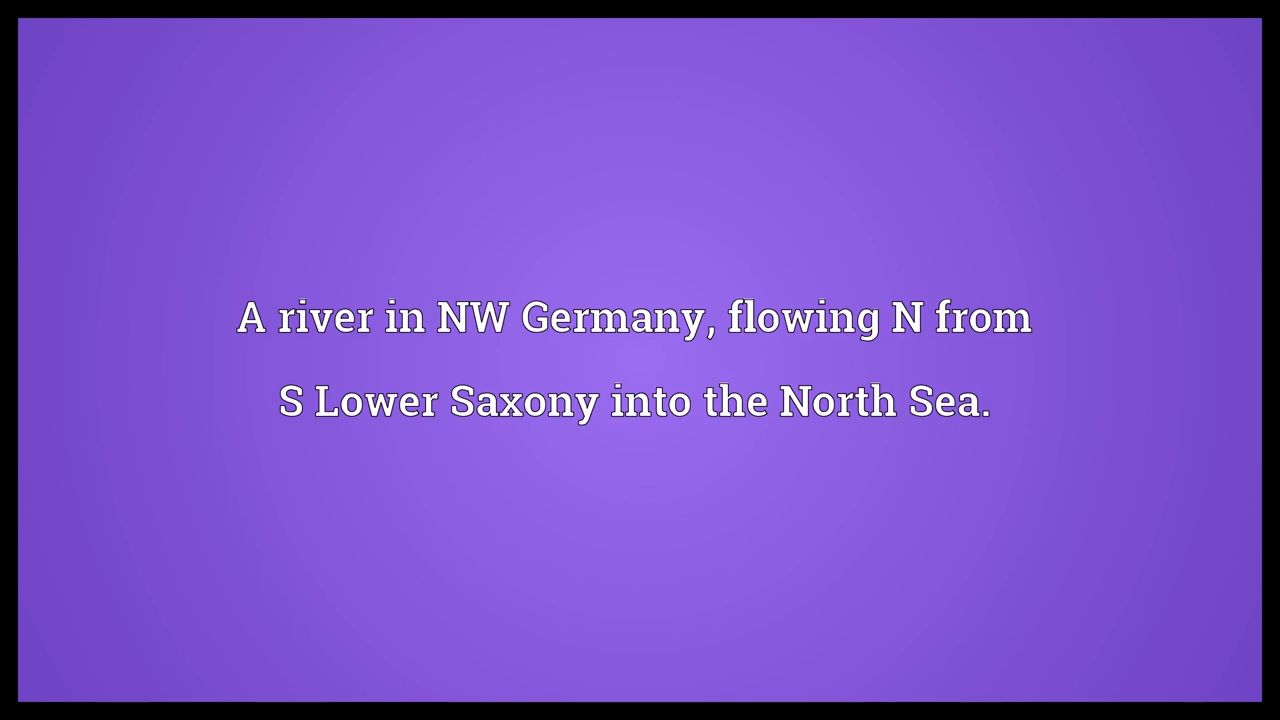 A river in NW Germany, flowing N from
S Lower Saxony into the North Sea.